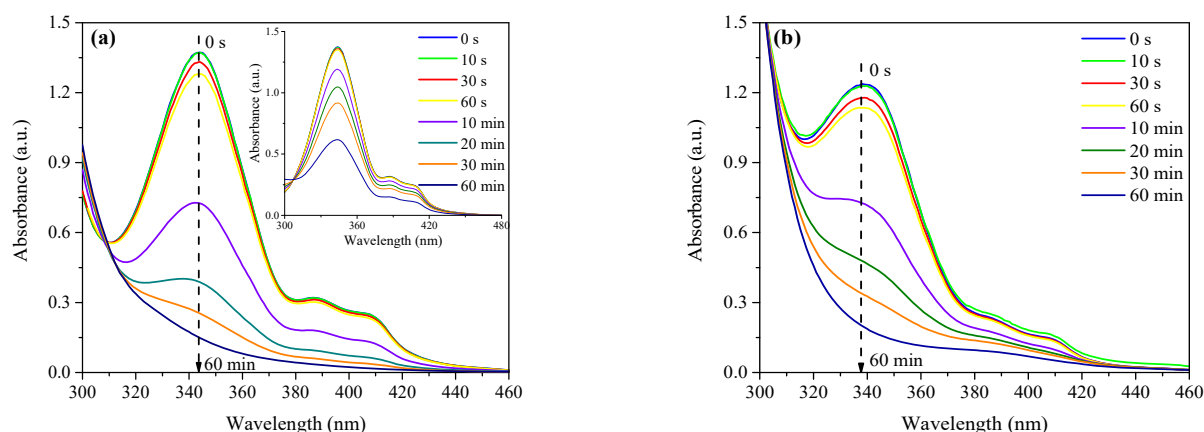 (a)
0 s
60 min
0 s
10 s
30 s
60 s
10 min
20 min
30 min
60 min
1.5
1.2
0.9
0.6
0.3
0.0
Absorbance (a.u.)
300 320 340 360 380 400 420 440 460
Wavelength (nm)
1.5
1.0
0.5
0.0
Absorbance (a.u.)
300 360 420 480
Wavelength (nm)
(b)
0 s
60 min
0 s
10 s
30 s
60 s
10 min
20 min
30 min
60 min
1.5
1.2
0.9
0.6
0.3
0.0
Absorbance (a.u.)
300 320 340 360 380 400 420 440 460
Wavelength (nm)